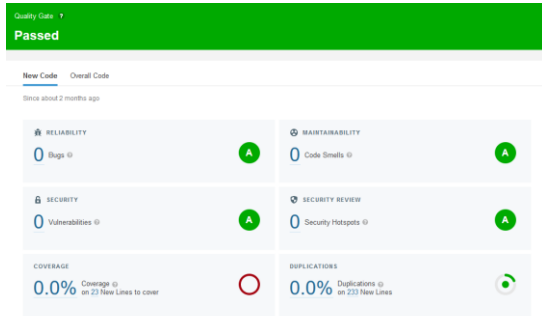 Quality Gate ?
Passed
New Code Overall Code
Since about 2 months ago
RELIABILITY
0 Bugs ?
A
MAINTAINABILITY
0 Code Smells ?
A
SECURITY
0 Vulnerabilities ?
A
SECURITY REVIEW
0 Security Hotspots ?
A
COVERAGE
0.0% Coverage ?
on 23 New Lines to cover
DUPLICATIONS
0.0% Duplications ?
on 233 New Lines